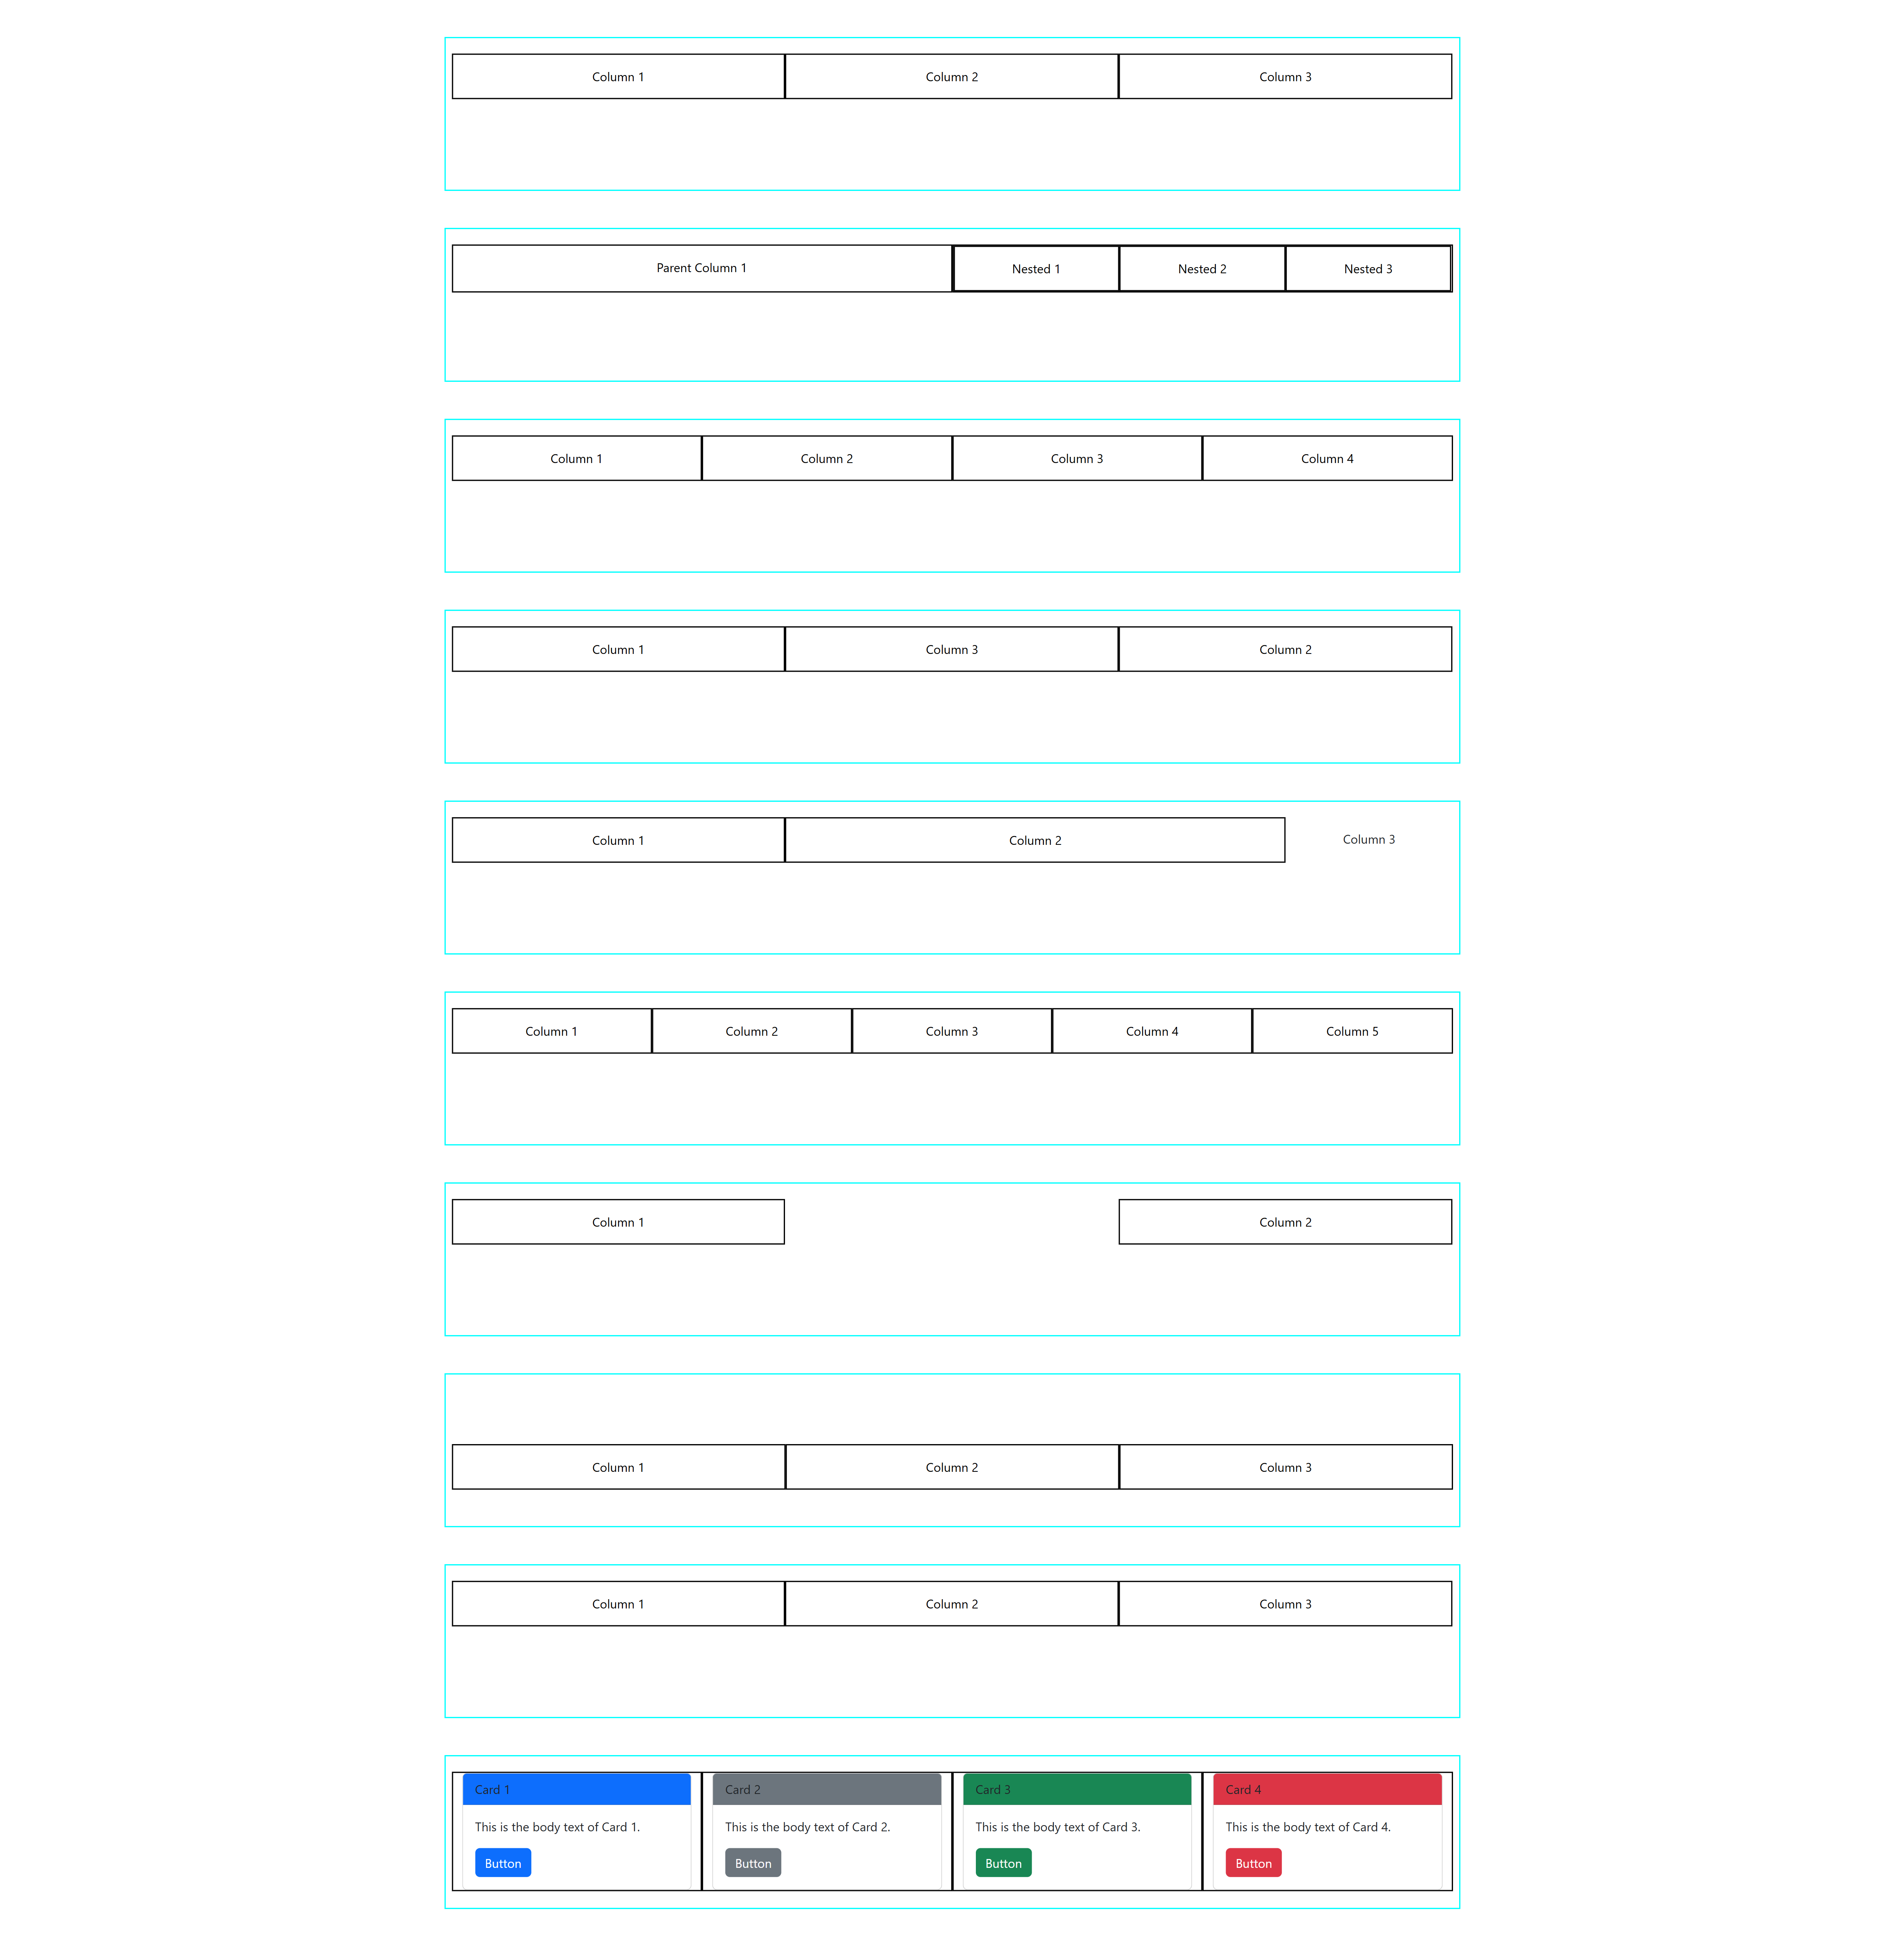 Column 1 Column 2 Column 3
Parent Column 1 Nested 1 Nested 2 Nested 3
Column 1 Column 2 Column 3 Column 4
Column 1 Column 3 Column 2
Column 1 Column 2 Column 3
Column 1 Column 2 Column 3 Column 4 Column 5
Column 1 Column 2
Column 1 Column 2 Column 3
Column 1 Column 2 Column 3
Card 1 Card 2 Card 3 Card 4
This is the body text of Card 1. This is the body text of Card 2. This is the body text of Card 3. This is the body text of Card 4.
Button Button Button Button